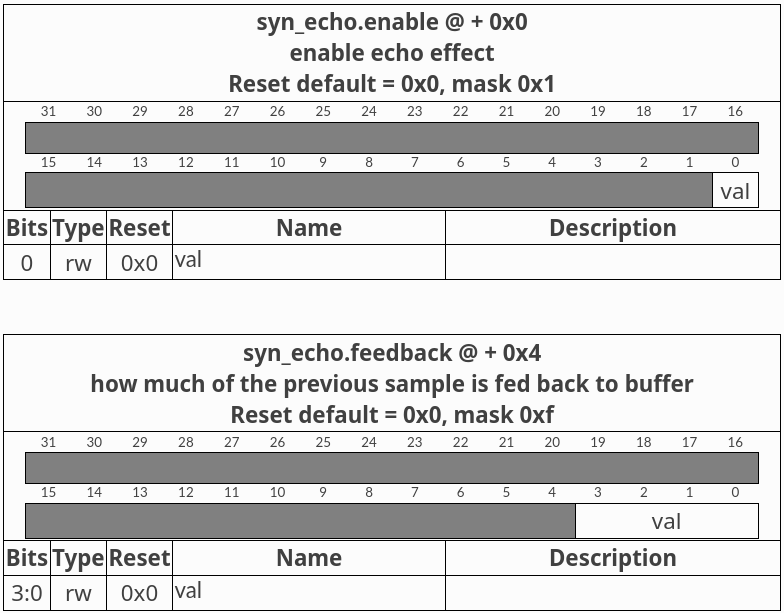 syn_echo.enable @ + 0x0
enable echo effect
Reset default = 0x0, mask 0x1
31 30 29 28 27 26 25 24 23 22 21 20 19 18 17 16
15 14 13 12 11 10 9 8 7 6 5 4 3 2 1 0
val
Bits Type Reset Name Description
0 rw 0x0 val
syn_echo.feedback @ + 0x4
how much of the previous sample is fed back to buffer
Reset default = 0x0, mask 0xf
31 30 29 28 27 26 25 24 23 22 21 20 19 18 17 16
15 14 13 12 11 10 9 8 7 6 5 4 3 2 1 0
val
Bits Type Reset Name Description
3:0 rw 0x0 val